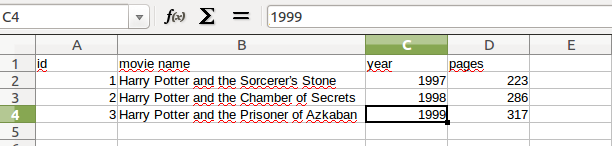 C4 f(x) Σ = 1999
A B C D E
1 id movie name year pages
2 1 Harry Potter and the Sorcerer's Stone 1997 223
3 2 Harry Potter and the Chamber of Secrets 1998 286
4 3 Harry Potter and the Prisoner of Azkaban 1999 317
5